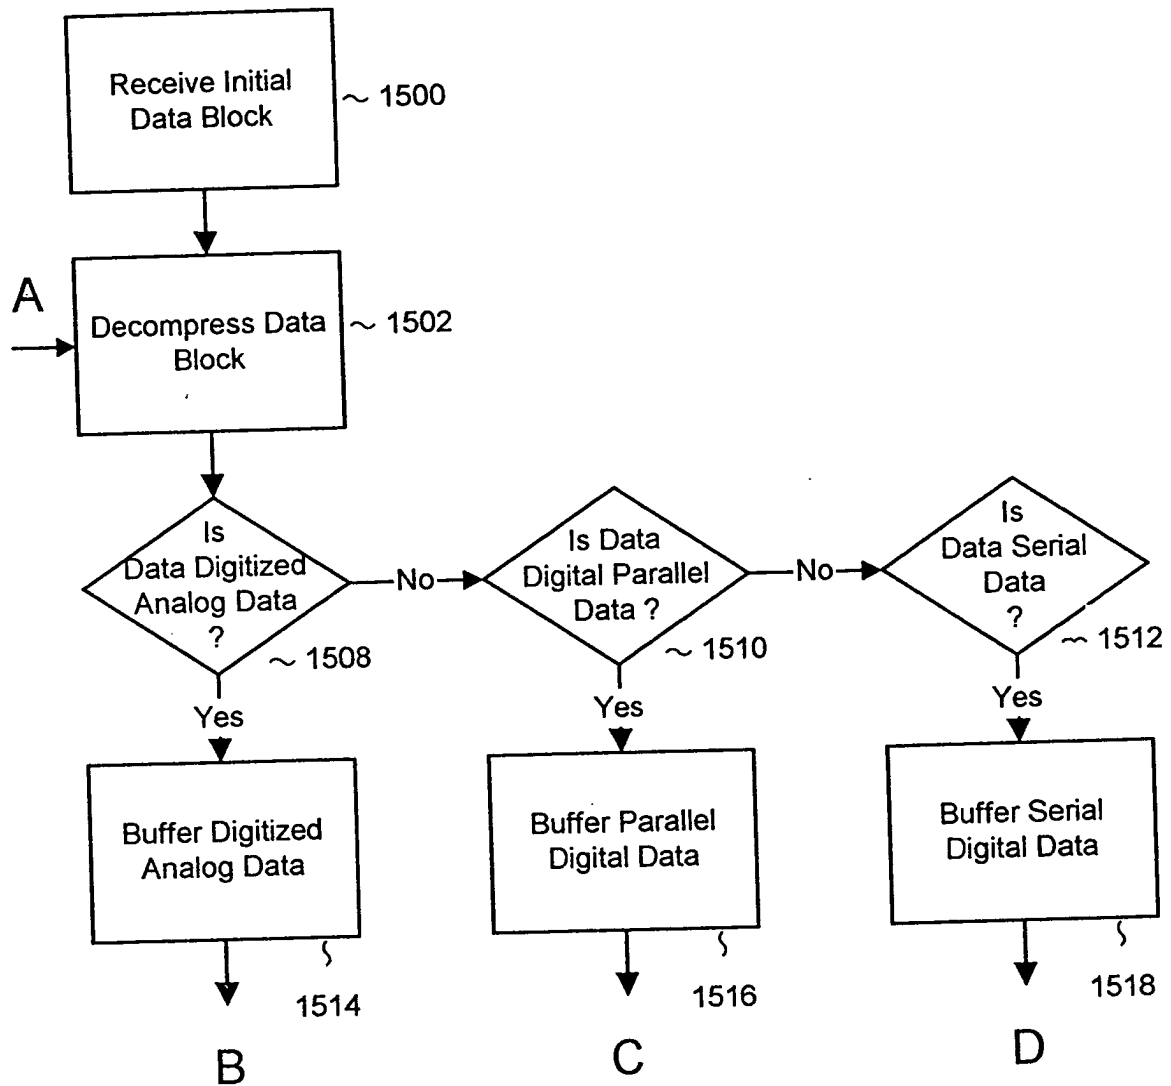 Receive Initial
Data Block
~ 1500
A
Decompress Data
Block
~ 1502
Is
Data Digitized
Analog Data
?
~ 1508
No
Is Data
Digital Parallel
Data ?
~ 1510
No
Is
Data Serial
Data
?
~ 1512
Yes
Yes
Yes
Buffer Digitized
Analog Data
1514
Buffer Parallel
Digital Data
1516
Buffer Serial
Digital Data
1518
B
C
D